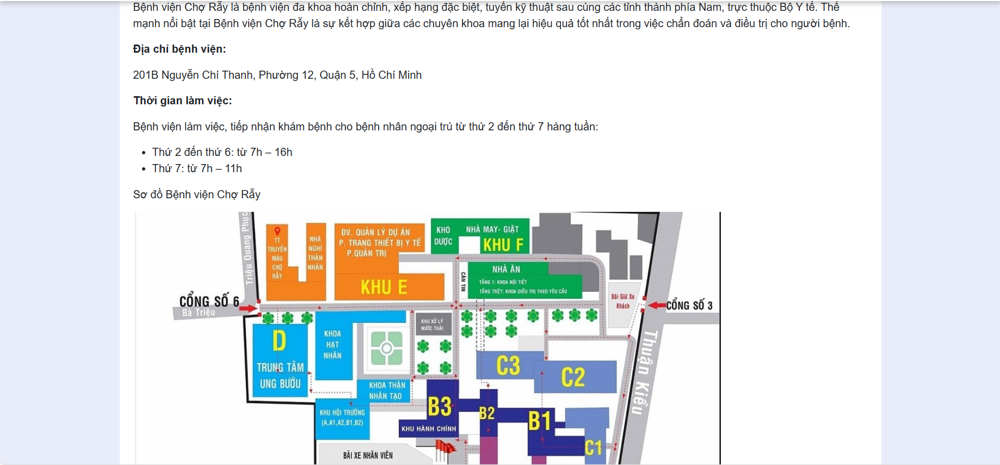 Bệnh viện Chợ Rẫy là bệnh viện đa khoa hoàn chỉnh, xếp hạng đặc biệt, tuyến kỹ thuật sau cùng các tỉnh thành phía Nam, trực thuộc Bộ Y tế. Thế
mạnh nổi bật tại Bệnh viện Chợ Rẫy là sự kết hợp giữa các chuyên khoa mang lại hiệu quả tốt nhất trong việc chẩn đoán và điều trị cho người bệnh.
Địa chỉ bệnh viện:
201B Nguyễn Chí Thanh, Phường 12, Quận 5, Hồ Chí Minh
Thời gian làm việc:
Bệnh viện làm việc, tiếp nhận khám bệnh cho bệnh nhân ngoại trú từ thứ 2 đến thứ 7 hàng tuần:
Thứ 2 đến thứ 6: từ 7h – 16h
Thứ 7: từ 7h – 11h
Sơ đồ Bệnh viện Chợ Rẫy
Triệu Quang Phục
TT
TRUYỀN
MÁU
CHỢ
RẪY
NHÀ
NGHỈ
THÂN
NHÂN
ĐV. QUẢN LÝ DỰ ÁN
P. TRANG THIẾT BỊ Y TẾ
P.QUẢN TRỊ
KHU E
KHO
DƯỢC
NHÀ MAY- GIẶT
KHU F
CĂN TIN
NHÀ ĂN
TẦNG 1: KHOA NỘI TIẾT
TẦNG TRỆT: KHOA ĐIỀU TRỊ THEO YÊU CẦU
Bãi Giữ Xe
Khách
CỔNG SỐ 6
Bà Triệu
CỔNG SỐ 3
D
TRUNG TÂM
UNG BƯỚU
KHOA
HẠT
NHÂN
KHU XỬ LÝ
NƯỚC THẢI
C3
C2
Thuận Kiều
KHOA THẬN
NHÂN TẠO
KHU HỘI TRƯỜNG
(A,A1,A2,B1,B2)
B3
KHU HÀNH CHÍNH
B2
B1
C1
BÃI XE NHÂN VIÊN